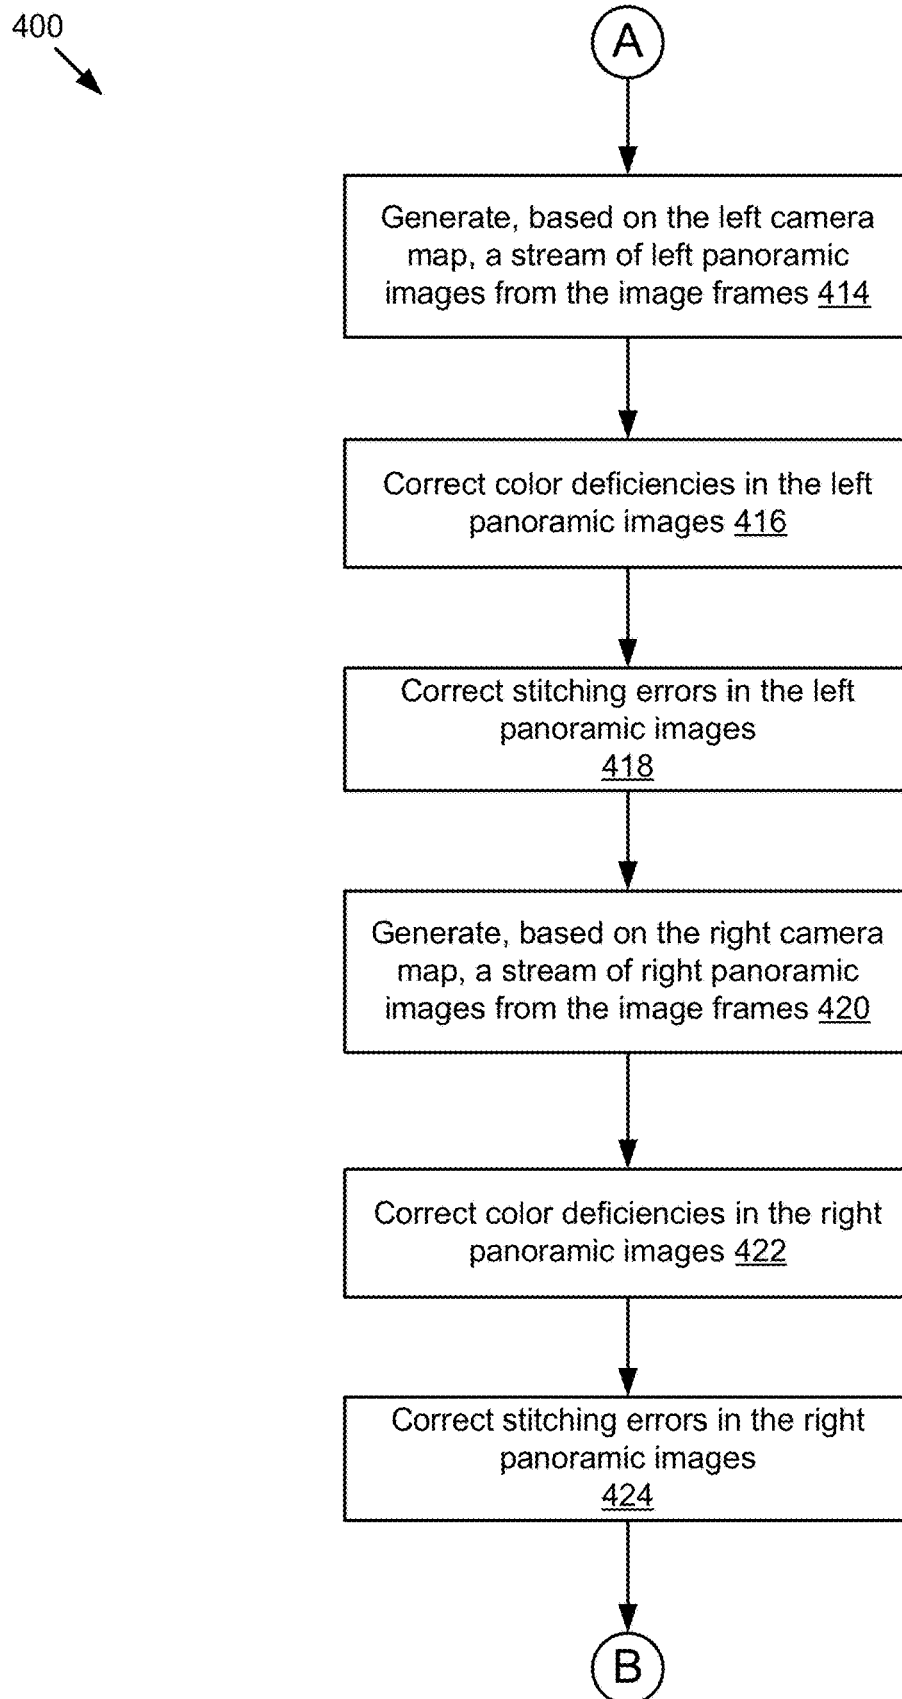 400
A
Generate, based on the left camera
map, a stream of left panoramic
images from the image frames 414
Correct color deficiencies in the left
panoramic images 416
Correct stitching errors in the left
panoramic images
418
Generate, based on the right camera
map, a stream of right panoramic
images from the image frames 420
Correct color deficiencies in the right
panoramic images 422
Correct stitching errors in the right
panoramic images
424
B